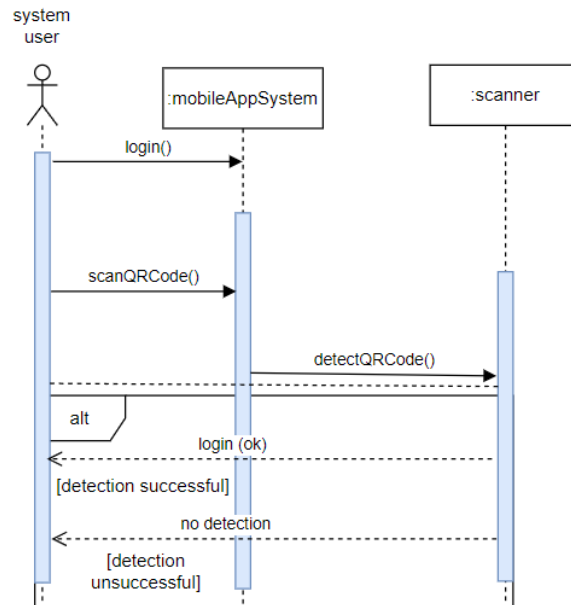 system
user
:mobileAppSystem
:scanner
login()
scanQRCode()
detectQRCode()
alt
login (ok)
[detection successful]
no detection
[detection
unsuccessful]